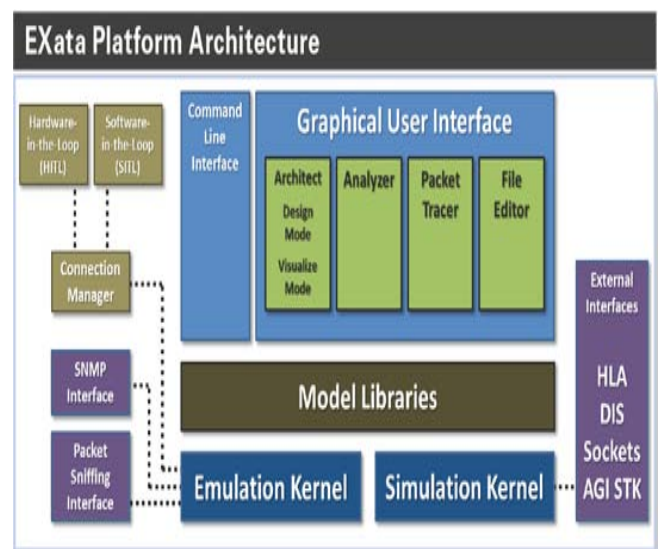 EXata Platform Architecture
Hardware-
in-the-Loop
(HITL)
Software-
in-the-Loop
(SITL)
Connection
Manager
SNMP
Interface
Packet
Sniffing
Interface
Command
Line
Interface
Graphical User Interface
Architect
Design
Mode
Visualize
Mode
Analyzer
Packet
Tracer
File
Editor
Model Libraries
Emulation Kernel
Simulation Kernel
External
Interfaces
HLA
DIS
Sockets
AGI STK